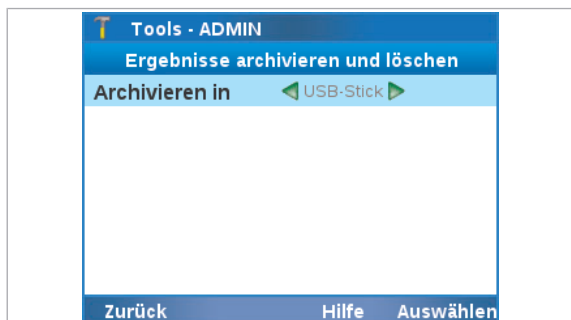 Tools - ADMIN
Ergebnisse archivieren und löschen
Archivieren in USB-Stick
Zurück Hilfe Auswählen